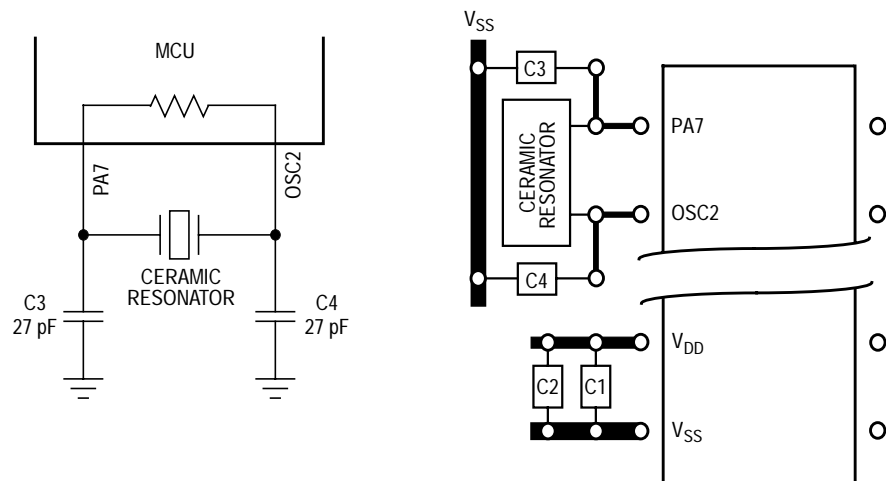 MCU
PA7
OSC2
CERAMIC
RESONATOR
C3
27 pF
C4
27 pF
VSS
C3
CERAMIC
RESONATOR
C4
PA7
OSC2
VDD
C2
C1
VSS